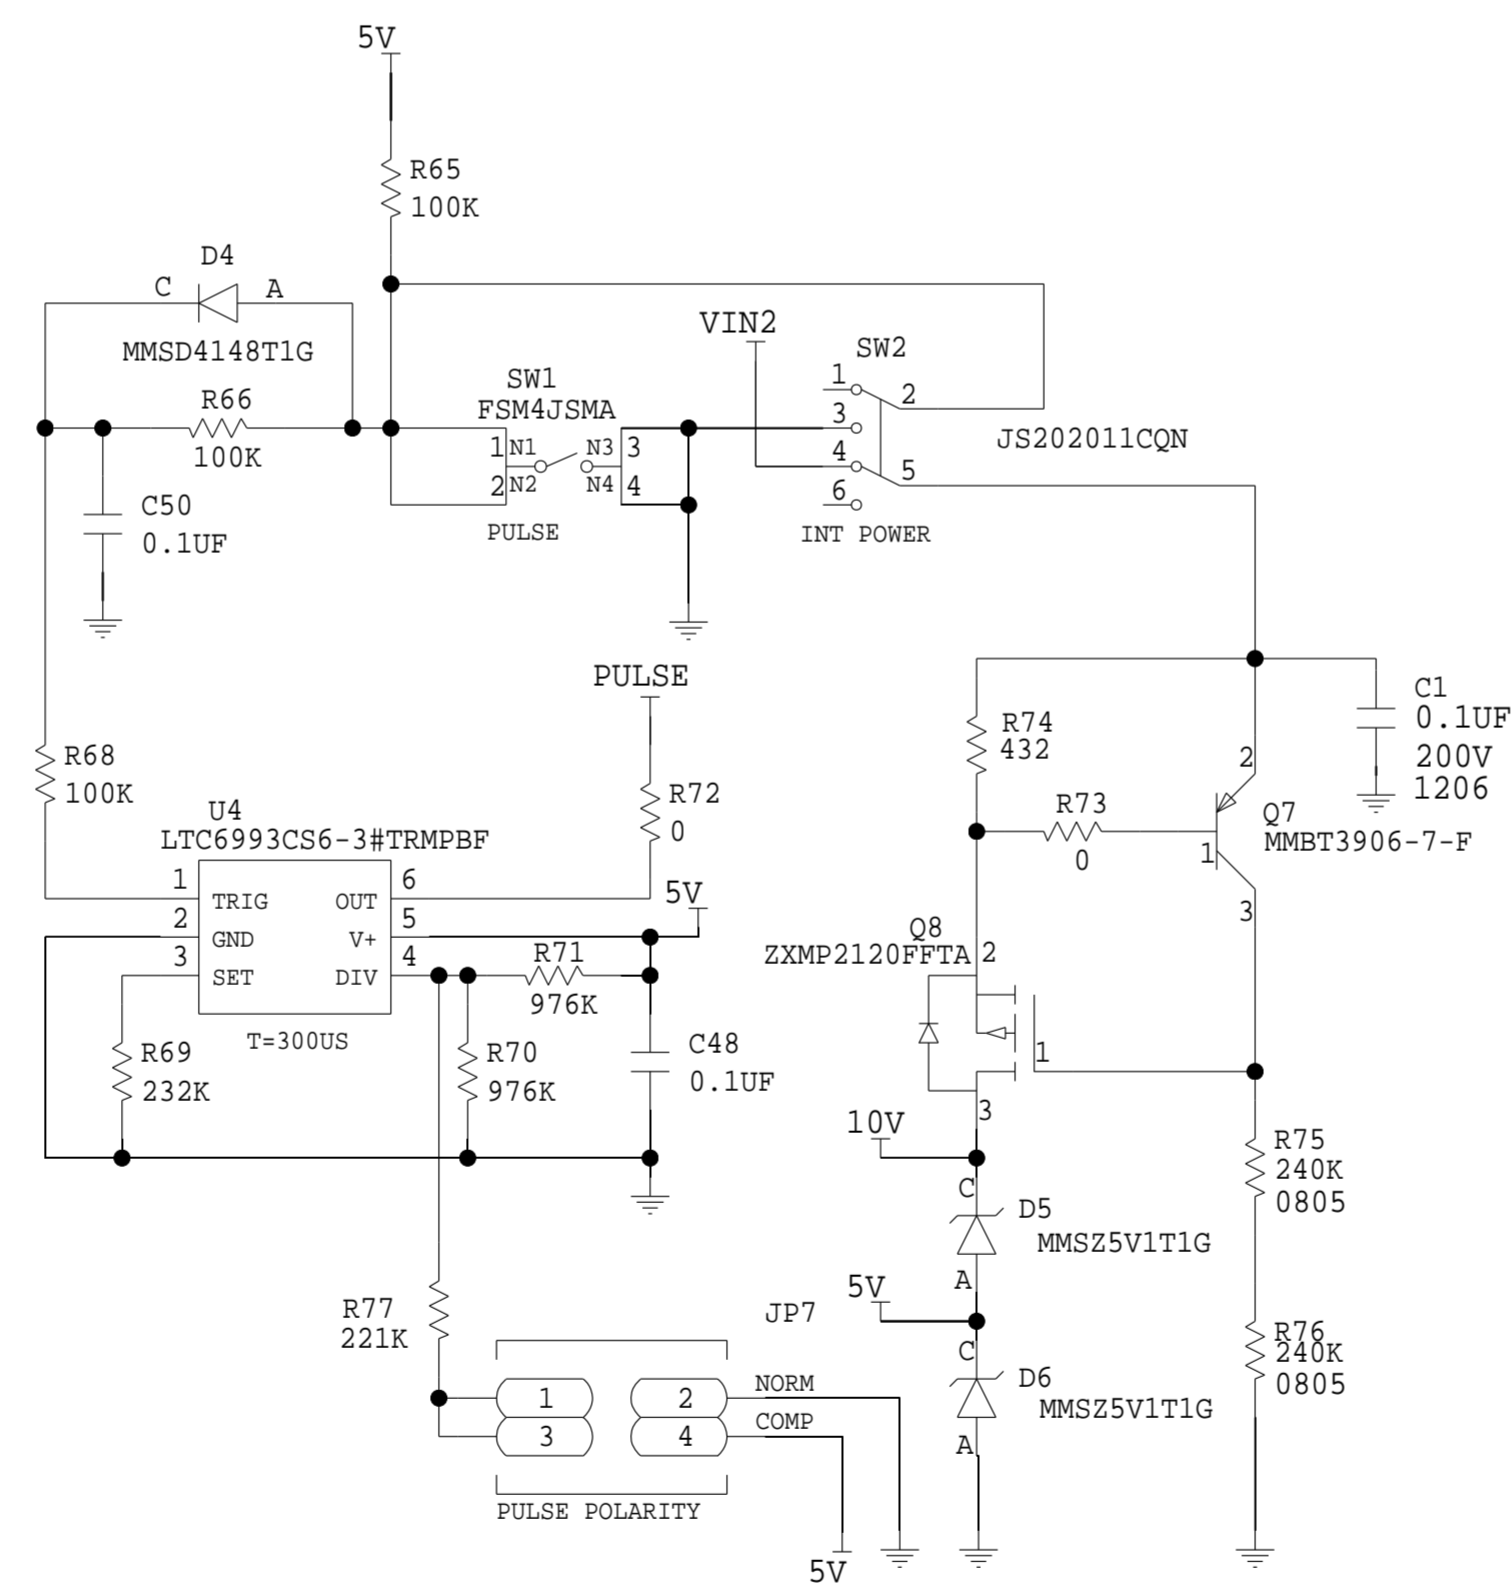 5V
R65
100K
D4
C
A
MMSD4148T1G
VIN2
SW2
1
2
3
4
5
6
JS202011CQN
INT POWER
SW1
FSM4JSMA
1
N1
N3
3
2
N2
N4
4
PULSE
R66
100K
C50
0.1UF
PULSE
R68
100K
R72
0
U4
LTC6993CS6-3#TRMPBF
1
TRIG
OUT
6
2
GND
V+
5
3
SET
DIV
4
T=300US
5V
R71
976K
R69
232K
R70
976K
C48
0.1UF
R74
432
R73
0
C1
0.1UF
200V
1206
2
Q7
MMBT3906-7-F
1
3
Q8
ZXMP2120FFTA
2
1
3
10V
C
D5
MMSZ5V1T1G
A
5V
C
D6
MMSZ5V1T1G
A
R75
240K
0805
R76
240K
0805
R77
221K
JP7
1
2
NORM
3
4
COMP
PULSE POLARITY
5V